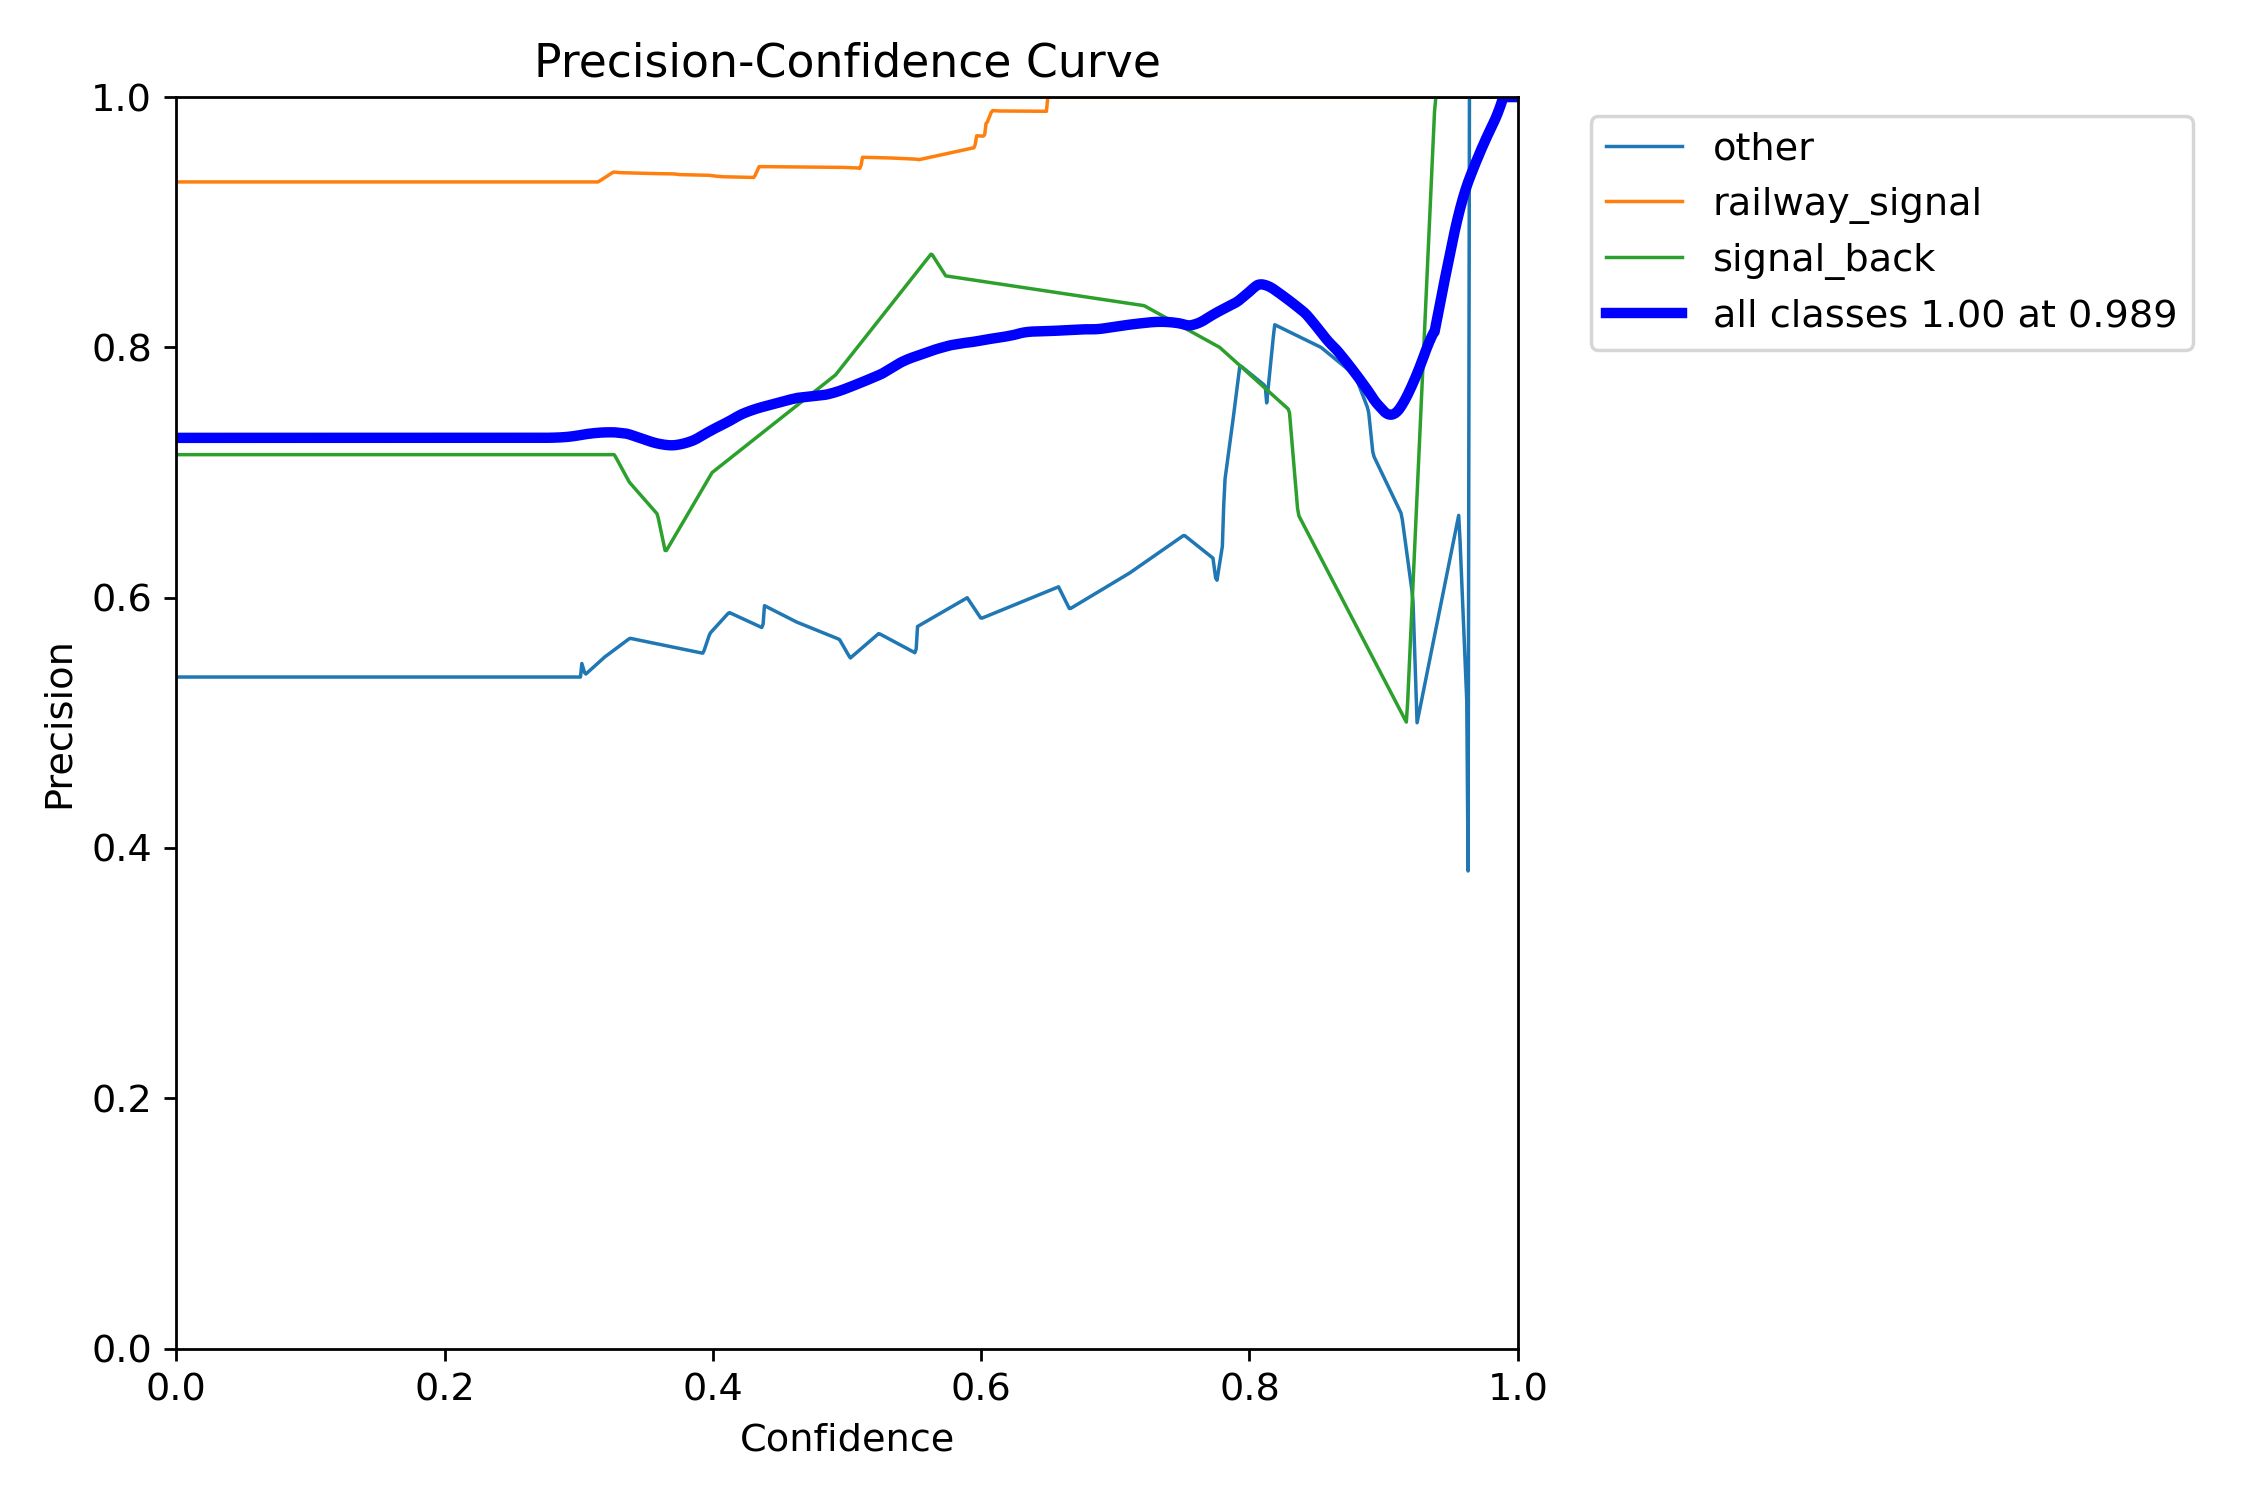 Precision-Confidence Curve
1.0
0.8
0.6
0.4
0.2
0.0
Precision
0.0 0.2 0.4 0.6 0.8 1.0
Confidence
other
railway_signal
signal_back
all classes 1.00 at 0.989